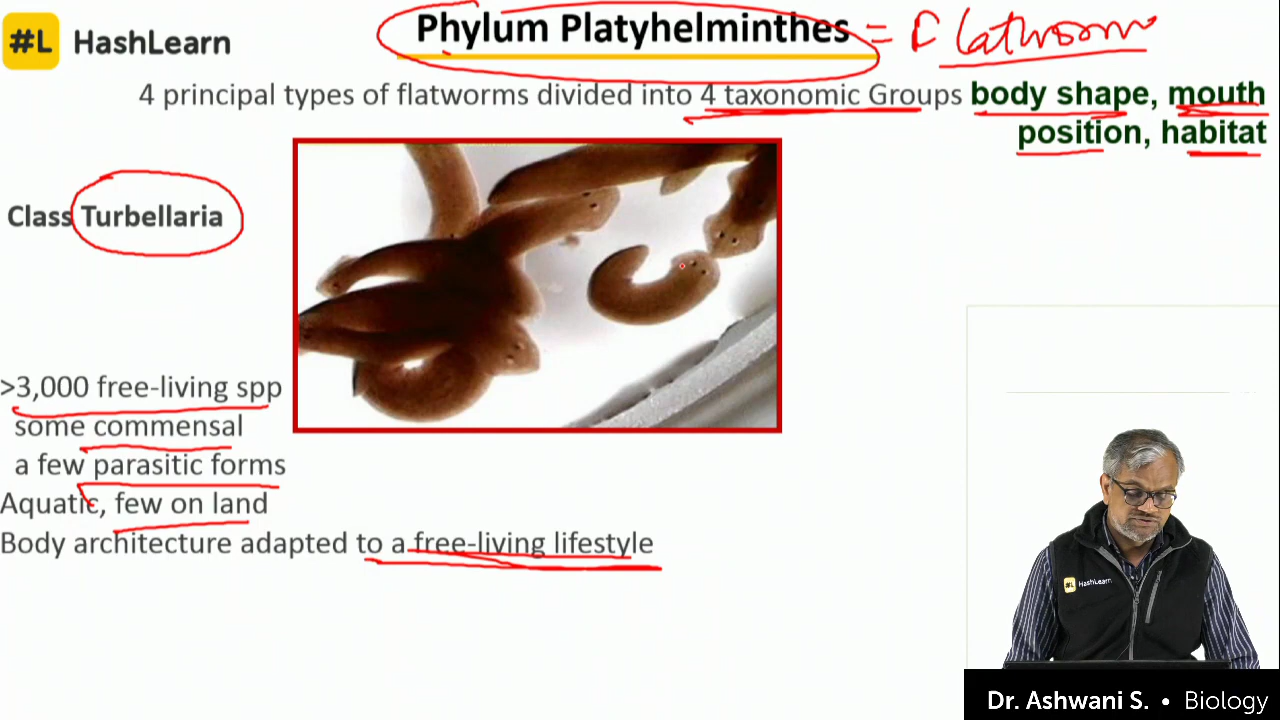 #L HashLearn
Phylum Platyhelminthes = Flatworm
4 principal types of flatworms divided into 4 taxonomic Groups body shape, mouth
position, habitat
Class Turbellaria
>3,000 free-living spp
some commensal
a few parasitic forms
Aquatic, few on land
Body architecture adapted to a free-living lifestyle
#L HashLearn
Dr. Ashwani S. • Biology